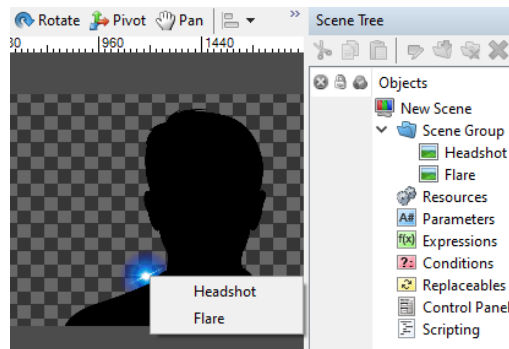 Rotate Pivot Pan »
960 1440
Headshot
Flare
Scene Tree
Objects
New Scene
Scene Group
Headshot
Flare
Resources
A# Parameters
f(x) Expressions
?: Conditions
Replaceables
Control Panel
Scripting